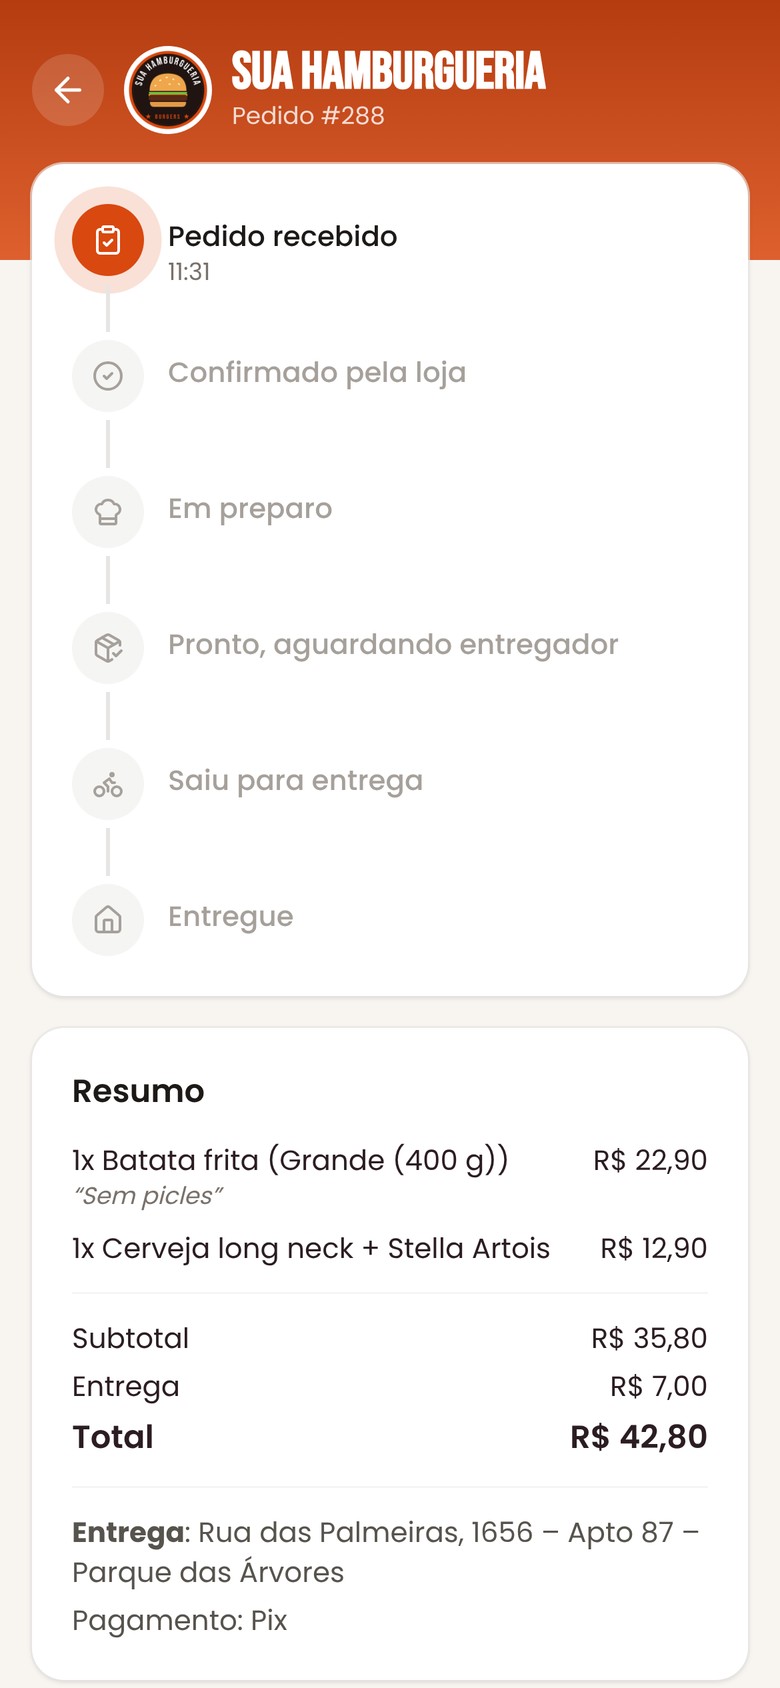 SUA HAMBURGUERIA
BURGERS
SUA HAMBURGUERIA
Pedido #288
Pedido recebido
11:31
Confirmado pela loja
Em preparo
Pronto, aguardando entregador
Saiu para entrega
Entregue
Resumo
1x Batata frita (Grande (400 g)) R$ 22,90
“Sem picles”
1x Cerveja long neck + Stella Artois R$ 12,90
Subtotal R$ 35,80
Entrega R$ 7,00
Total R$ 42,80
Entrega: Rua das Palmeiras, 1656 – Apto 87 –
Parque das Árvores
Pagamento: Pix